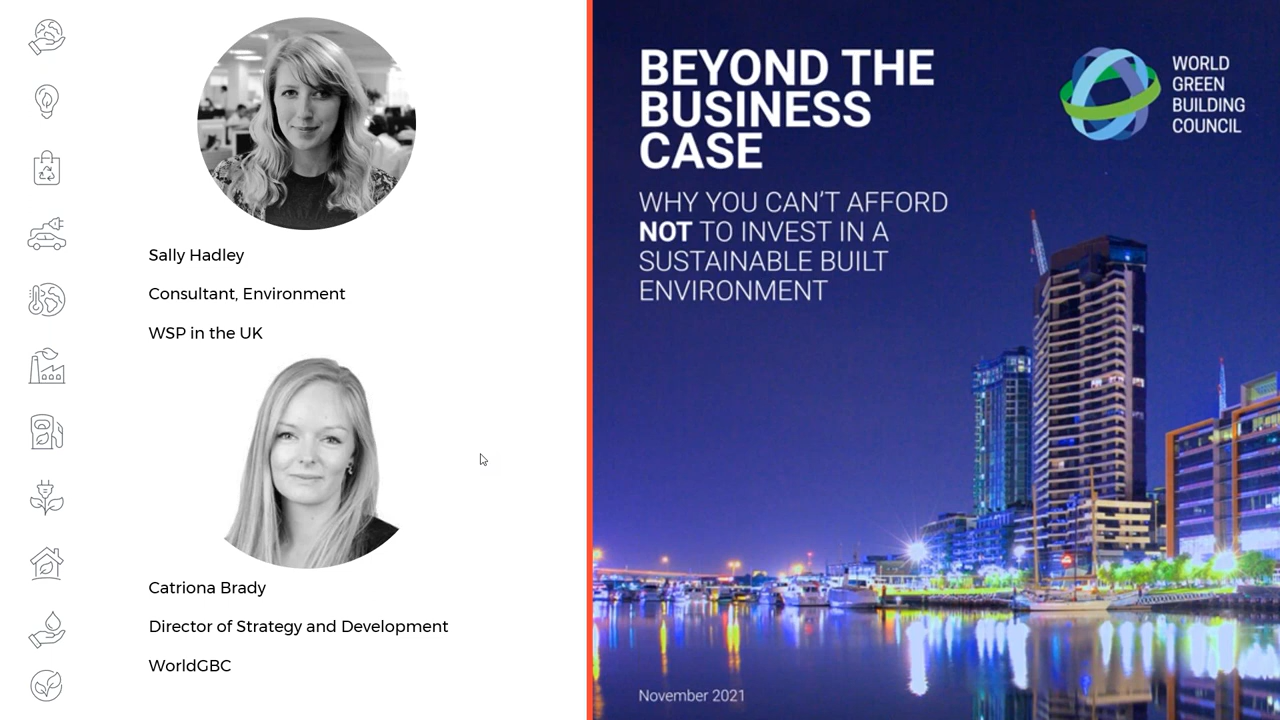 Sally Hadley
Consultant, Environment
WSP in the UK
Catriona Brady
Director of Strategy and Development
WorldGBC
BEYOND THE
BUSINESS
CASE
WHY YOU CAN'T AFFORD
NOT TO INVEST IN A
SUSTAINABLE BUILT
ENVIRONMENT
WORLD
GREEN
BUILDING
COUNCIL
November 2021